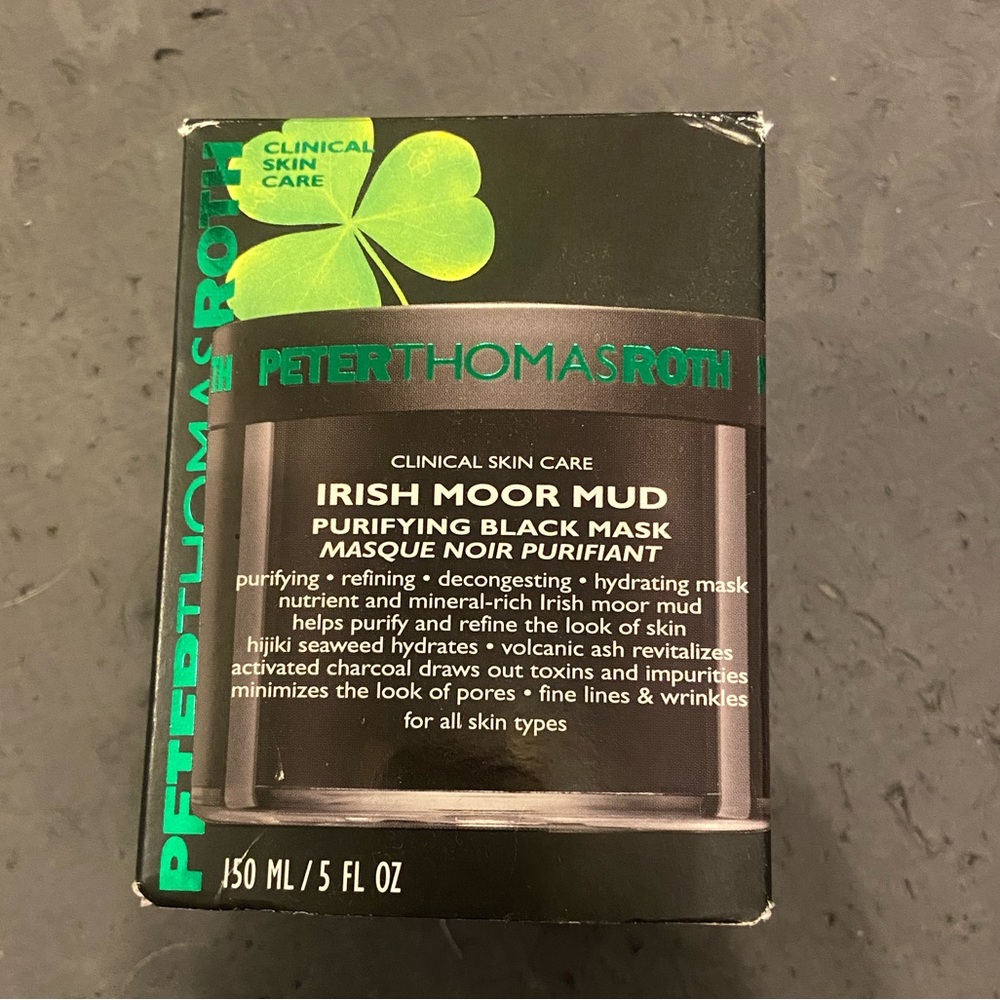 CLINICAL
SKIN
CARE
PETERTHOMASROTH
PETERTHOMASROTH
CLINICAL SKIN CARE
IRISH MOOR MUD
PURIFYING BLACK MASK
MASQUE NOIR PURIFIANT
purifying • refining • decongesting • hydrating mask
nutrient and mineral-rich Irish moor mud
helps purify and refine the look of skin
hijiki seaweed hydrates • volcanic ash revitalizes
activated charcoal draws out toxins and impurities
minimizes the look of pores • fine lines & wrinkles
for all skin types
150 ML / 5 FL OZ